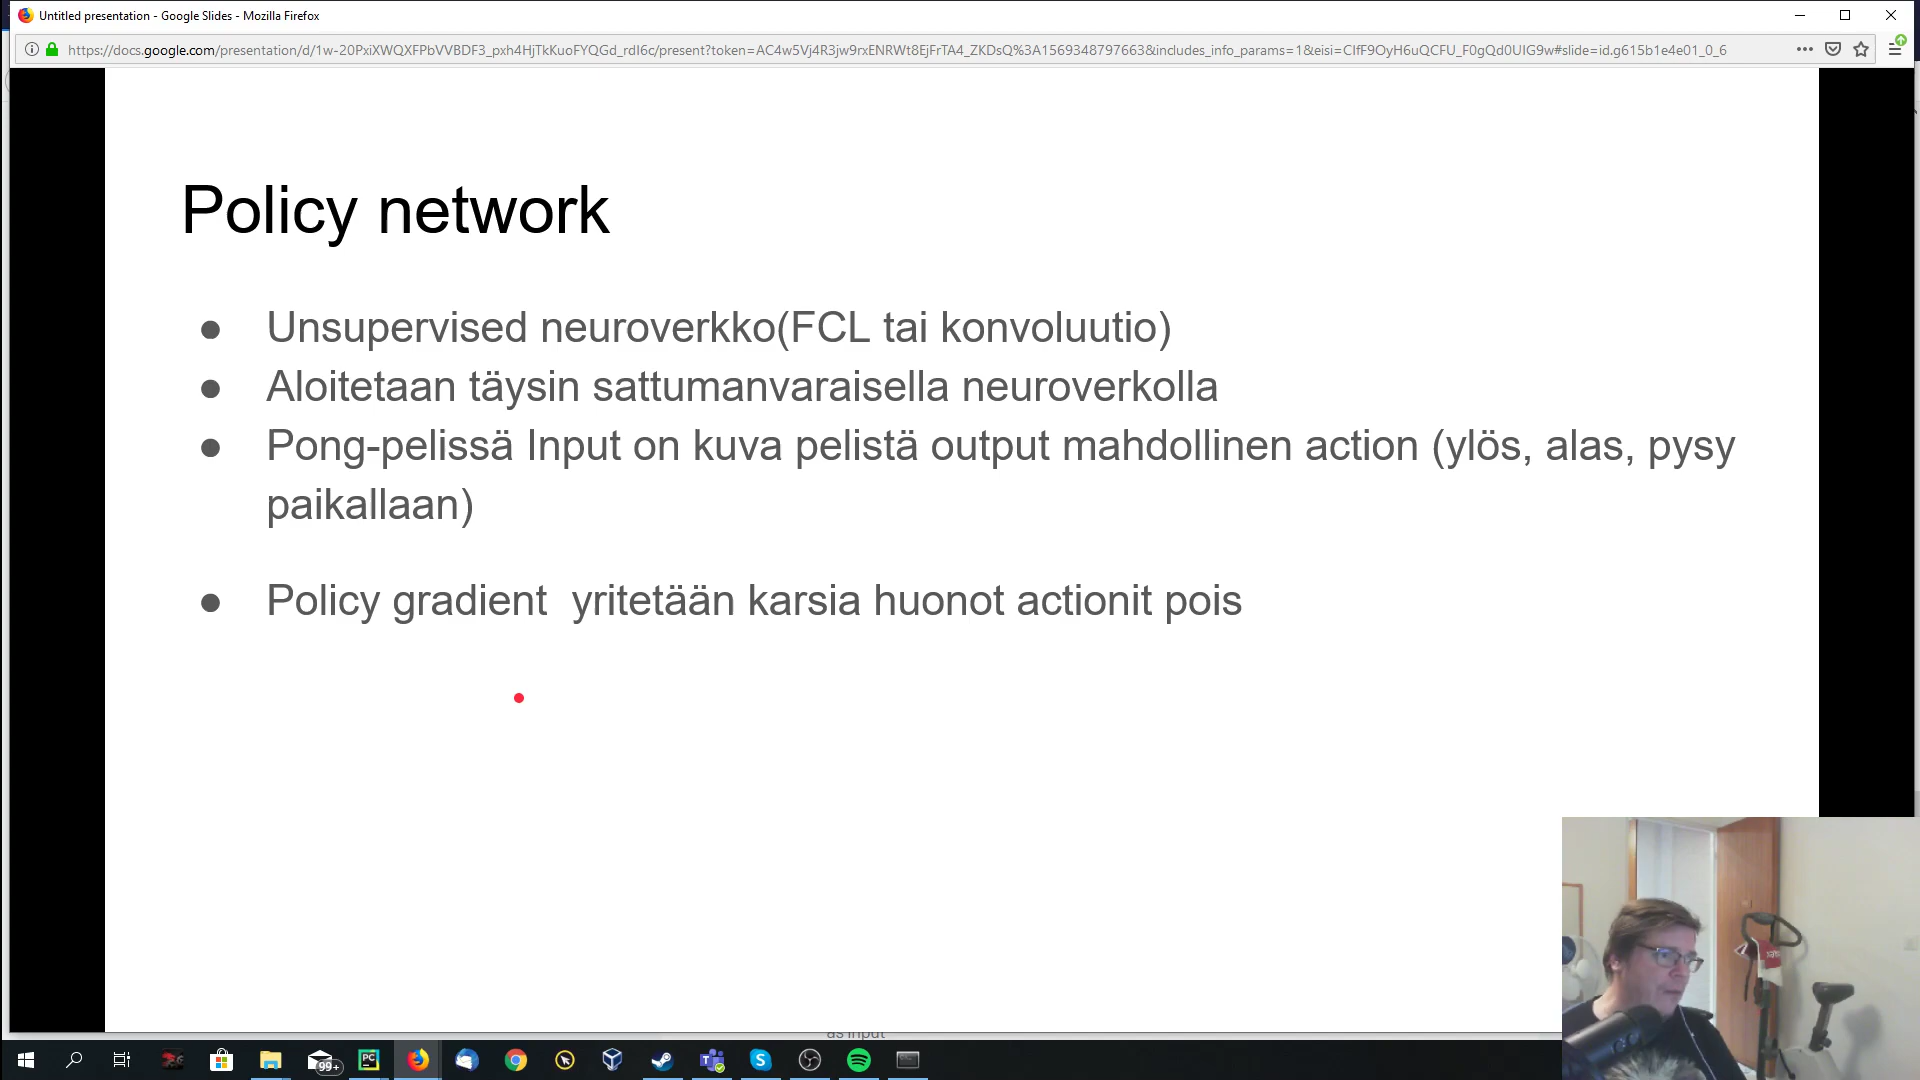 Untitled presentation - Google Slides - Mozilla Firefox
https://docs.google.com/presentation/d/1w-20PxiXWQXFPbVVBDF3_pxh4HjTkKuoFYQGd_rdI6c/present?token=AC4w5Vj4R3jw9rxENRWt8EjFrTA4_ZKDsQ%3A1569348797663&includes_info_params=1&eisi=CIfF9OyH6uQCFU_F0gQd0UIG9w#slide=id.g615b1e4e01_0_6
Policy network
● Unsupervised neuroverkko(FCL tai konvoluutio)
● Aloitetaan täysin sattumanvaraisella neuroverkolla
● Pong-pelissä Input on kuva pelistä output mahdollinen action (ylös, alas, pysy
paikallaan)
● Policy gradient  yritetään karsia huonot actionit pois
as input
99+